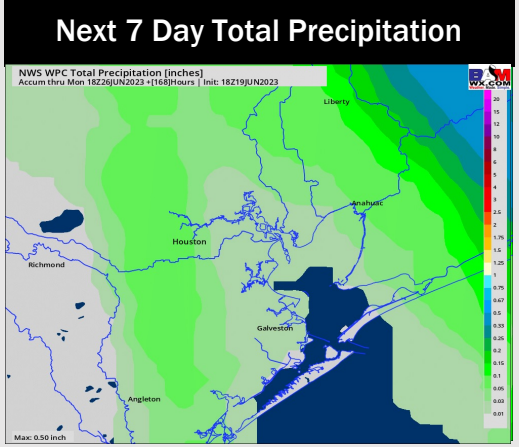 Next 7 Day Total Precipitation
NWS WPC Total Precipitation [inches]
Accum thru Mon 18Z26JUN2023 +[168]Hours | Init: 18Z19JUN2023
BAM
WX.COM
Liberty
Anahuac
Houston
Richmond
Galveston
Angleton
20
15
12
10
8
6
5
4
3
2.5
2
1.75
1.5
1.25
1
0.75
0.67
0.5
0.33
0.25
0.2
0.15
0.1
0.05
0.03
0.01
Max: 0.50 inch